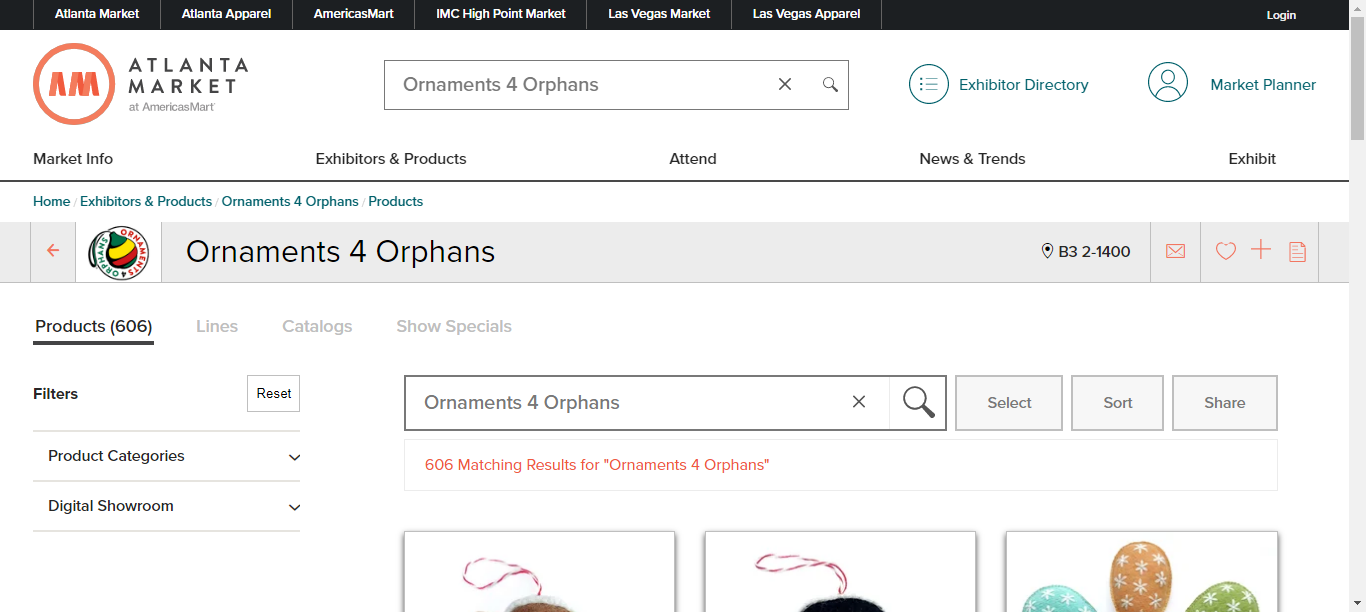 Atlanta Market Atlanta Apparel AmericasMart IMC High Point Market Las Vegas Market Las Vegas Apparel Login
ATLANTA
MARKET
at AmericasMart
Ornaments 4 Orphans
Exhibitor Directory
Market Planner
Market Info Exhibitors & Products Attend News & Trends Exhibit
Home / Exhibitors & Products / Ornaments 4 Orphans / Products
ORNAMENTS 4 ORPHANS
Ornaments 4 Orphans
B3 2-1400
Products (606) Lines Catalogs Show Specials
Filters
Reset
Product Categories
Digital Showroom
Ornaments 4 Orphans
Select Sort Share
606 Matching Results for "Ornaments 4 Orphans"